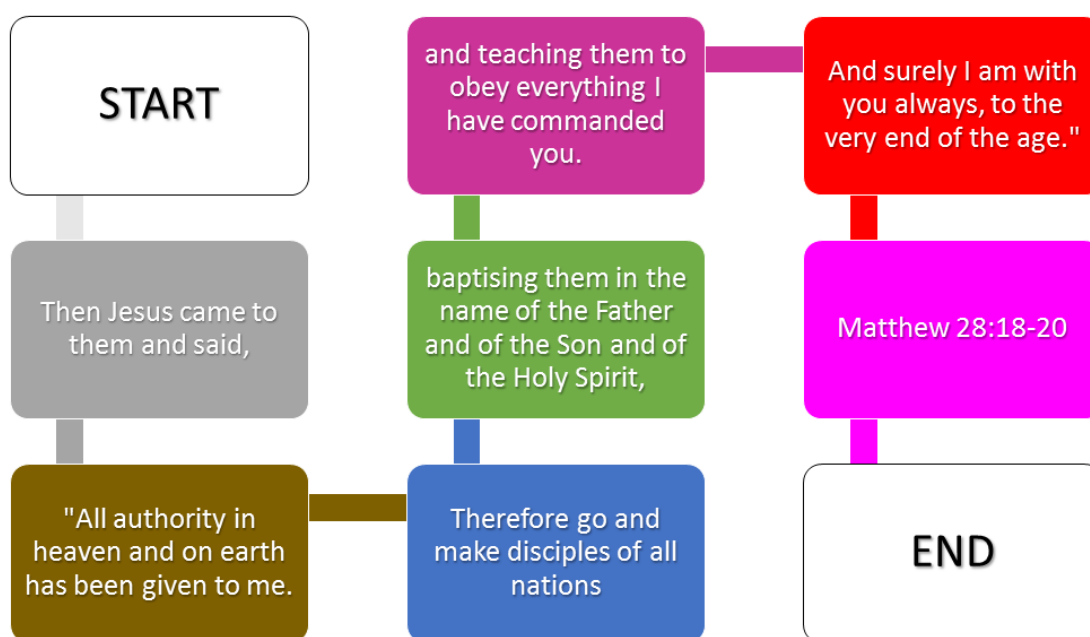 START
Then Jesus came to
them and said,
"All authority in
heaven and on earth
has been given to me.
Therefore go and
make disciples of all
nations
baptising them in the
name of the Father
and of the Son and of
the Holy Spirit,
and teaching them to
obey everything I
have commanded
you.
And surely I am with
you always, to the
very end of the age."
Matthew 28:18-20
END